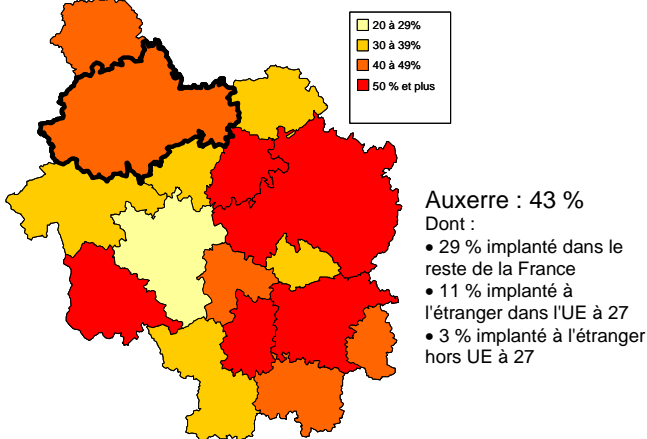 20 à 29%
30 à 39%
40 à 49%
50 % et plus
Auxerre : 43 %
Dont :
• 29 % implanté dans le
reste de la France
• 11 % implanté à
l'étranger dans l'UE à 27
• 3 % implanté à l'étranger
hors UE à 27